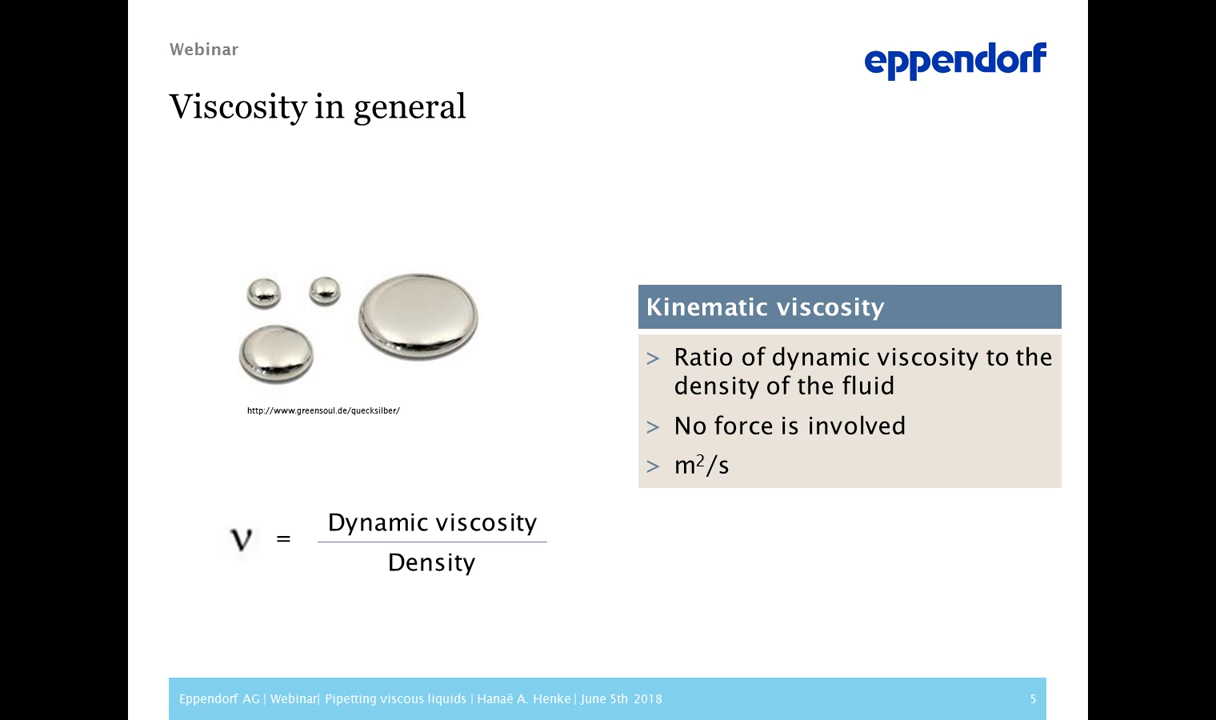 Webinar
eppendorf
Viscosity in general
http://www.greensoul.de/quecksilber/
Kinematic viscosity
> Ratio of dynamic viscosity to the
density of the fluid
> No force is involved
> m²/s
ν = Dynamic viscosity
Density
Eppendorf AG | Webinar| Pipetting viscous liquids | Hanaë A. Henke | June 5th 2018 5